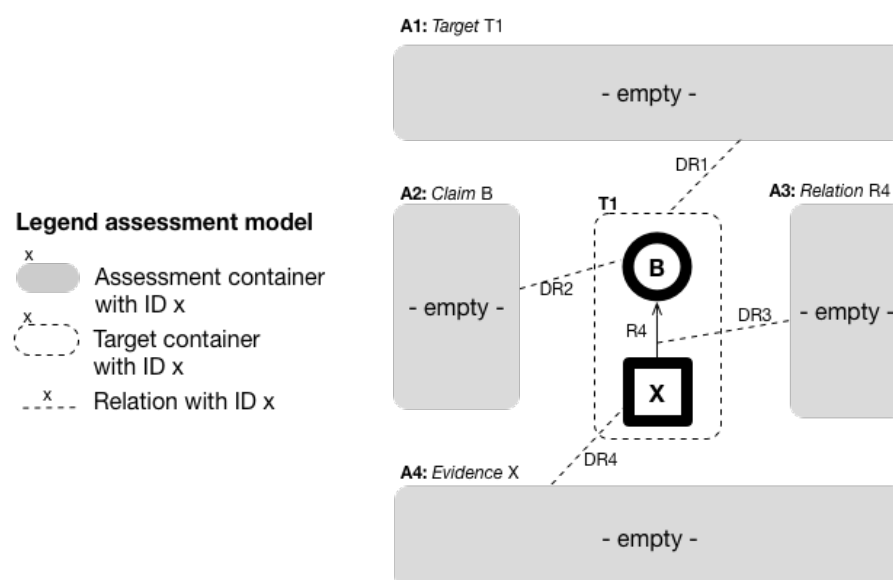 A1: Target T1
- empty -
DR1
A2: Claim B
T1
A3: Relation R4
Legend assessment model
x
Assessment container
with ID x
x
Target container
with ID x
x
Relation with ID x
B
DR2
- empty -
R4
DR3
- empty -
X
DR4
A4: Evidence X
- empty -